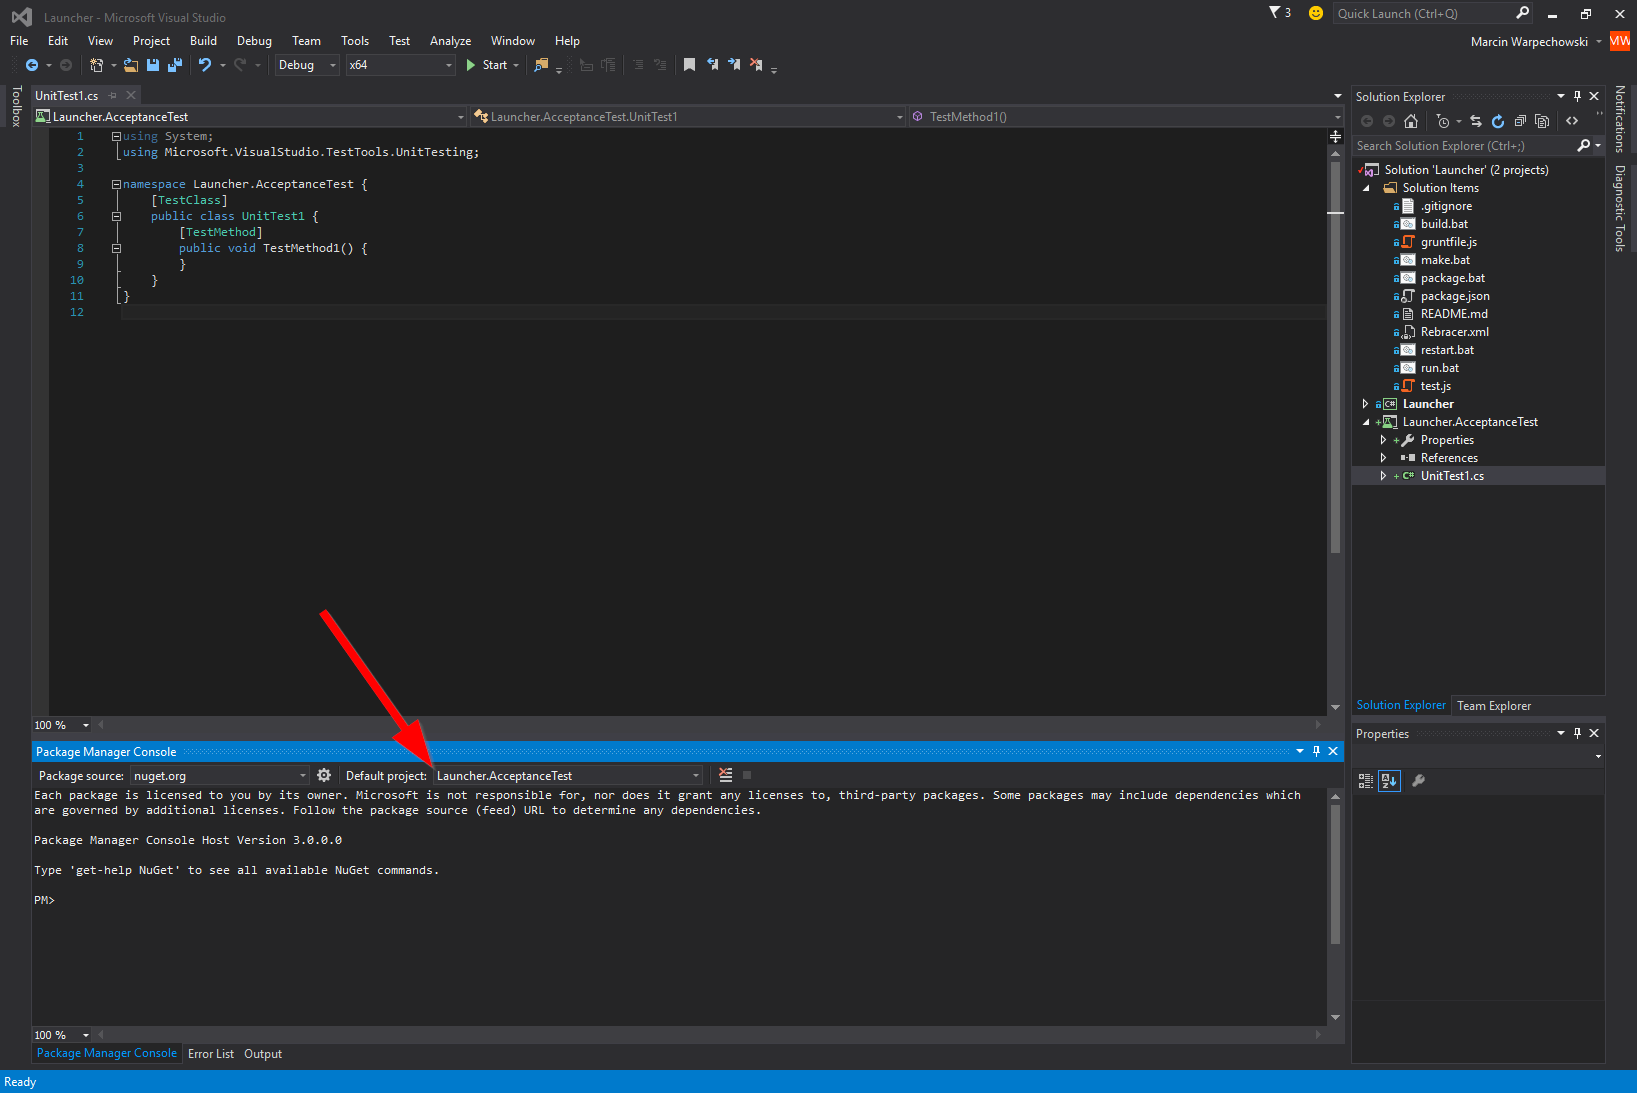 Launcher - Microsoft Visual Studio
3
Quick Launch (Ctrl+Q)
File Edit View Project Build Debug Team Tools Test Analyze Window Help
Marcin Warpechowski MW
Debug x64 Start
Toolbox
UnitTest1.cs
Launcher.AcceptanceTest Launcher.AcceptanceTest.UnitTest1 TestMethod1()
1 using System;
2 using Microsoft.VisualStudio.TestTools.UnitTesting;
3
4 namespace Launcher.AcceptanceTest {
5 [TestClass]
6 public class UnitTest1 {
7 [TestMethod]
8 public void TestMethod1() {
9 }
10 }
11 }
12
100 %
Package Manager Console
Package source: nuget.org Default project: Launcher.AcceptanceTest
Each package is licensed to you by its owner. Microsoft is not responsible for, nor does it grant any licenses to, third-party packages. Some packages may include dependencies which
are governed by additional licenses. Follow the package source (feed) URL to determine any dependencies.
Package Manager Console Host Version 3.0.0.0
Type 'get-help NuGet' to see all available NuGet commands.
PM>
100 %
Package Manager Console Error List Output
Ready
Solution Explorer
Search Solution Explorer (Ctrl+;)
Solution 'Launcher' (2 projects)
Solution Items
.gitignore
build.bat
gruntfile.js
make.bat
package.bat
package.json
README.md
Rebracer.xml
restart.bat
run.bat
test.js
C# Launcher
Launcher.AcceptanceTest
Properties
References
C# UnitTest1.cs
Solution Explorer Team Explorer
Properties
Notifications
Diagnostic Tools